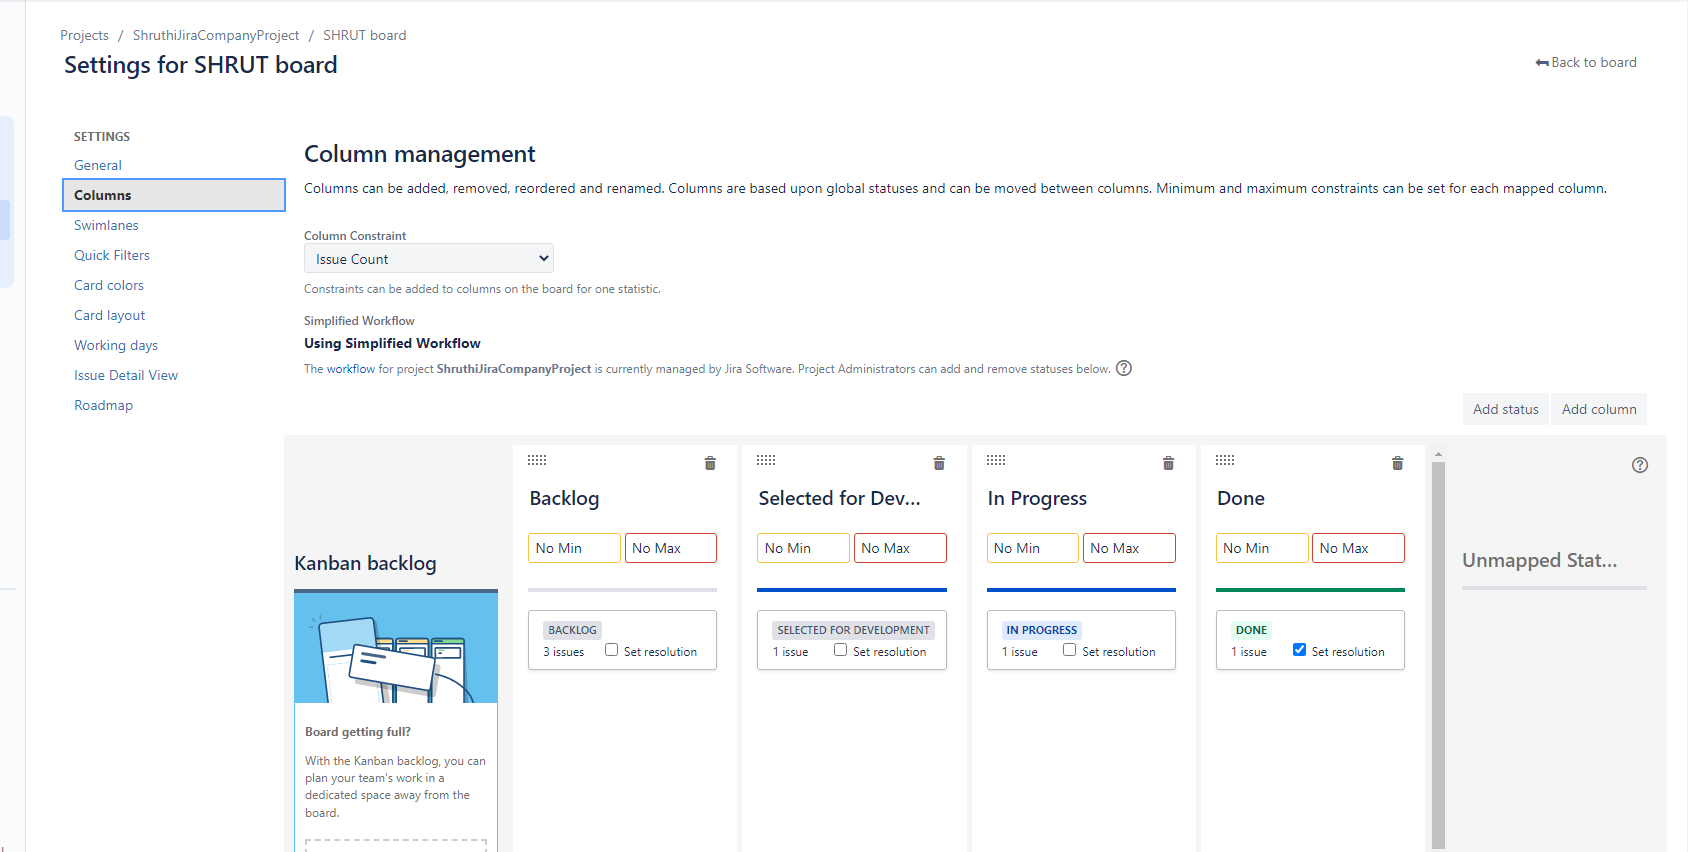 Projects / ShruthiJiraCompanyProject / SHRUT board
Settings for SHRUT board
Back to board
SETTINGS
General
Columns
Swimlanes
Quick Filters
Card colors
Card layout
Working days
Issue Detail View
Roadmap
Column management
Columns can be added, removed, reordered and renamed. Columns are based upon global statuses and can be moved between columns. Minimum and maximum constraints can be set for each mapped column.
Column Constraint
Issue Count
Constraints can be added to columns on the board for one statistic.
Simplified Workflow
Using Simplified Workflow
The workflow for project ShruthiJiraCompanyProject is currently managed by Jira Software. Project Administrators can add and remove statuses below.
Add status
Add column
Kanban backlog
Board getting full?
With the Kanban backlog, you can
plan your team's work in a
dedicated space away from the
board.
Backlog
No Min
No Max
BACKLOG
3 issues
Set resolution
Selected for Dev...
No Min
No Max
SELECTED FOR DEVELOPMENT
1 issue
Set resolution
In Progress
No Min
No Max
IN PROGRESS
1 issue
Set resolution
Done
No Min
No Max
DONE
1 issue
Set resolution
Unmapped Stat...